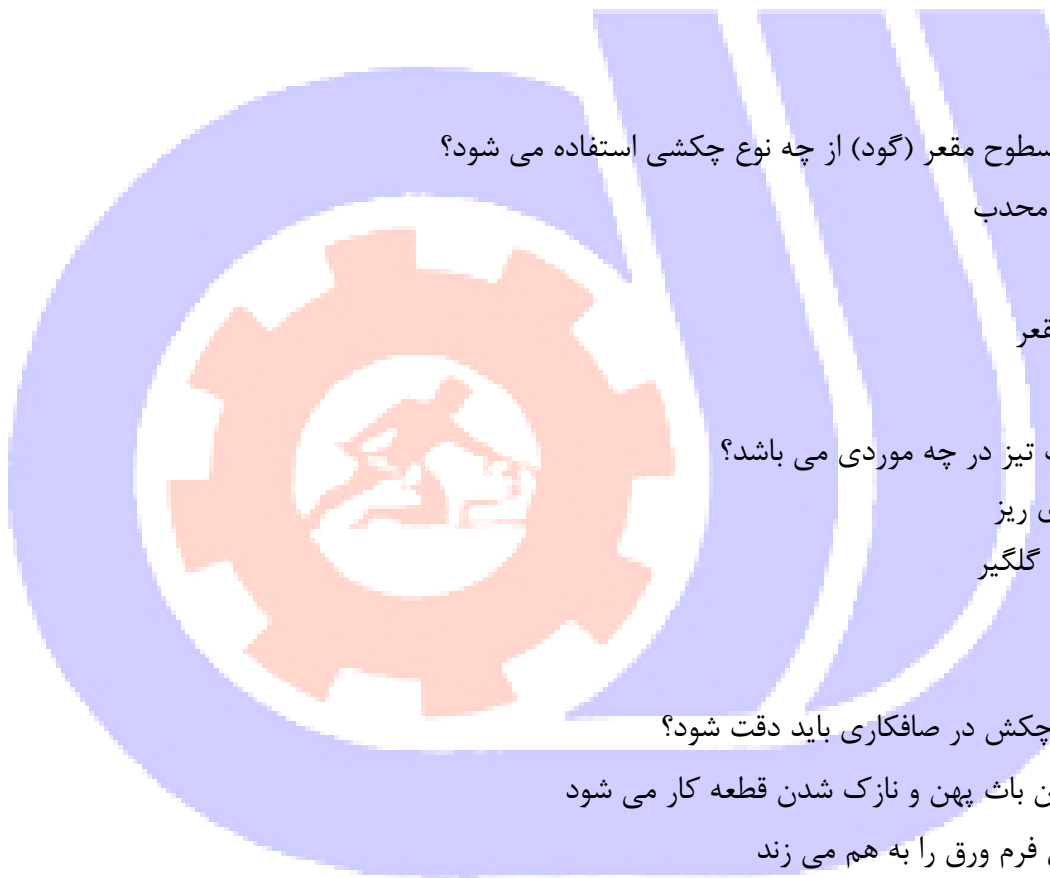 سطوح مقعر (گود) از چه نوع چکشی استفاده می شود؟
محدب
تیز در چه موردی می باشد؟
ریز
گلگیر
چکش در صافکاری باید دقت شود؟
باث پهن و نازک شدن قطعه کار می شود
فرم ورق را به هم می زند